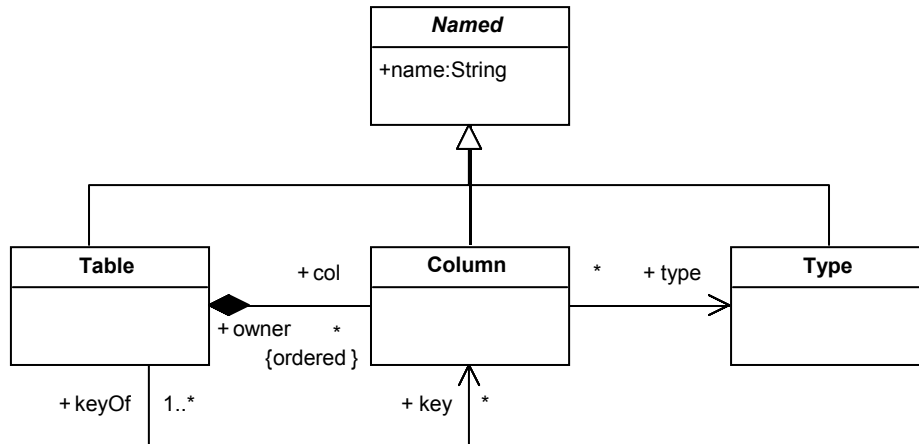 Named
+name:String
Table
Column
Type
+ col
*
+ type
+ owner
*
{ordered }
+ keyOf
1..*
+ key
*